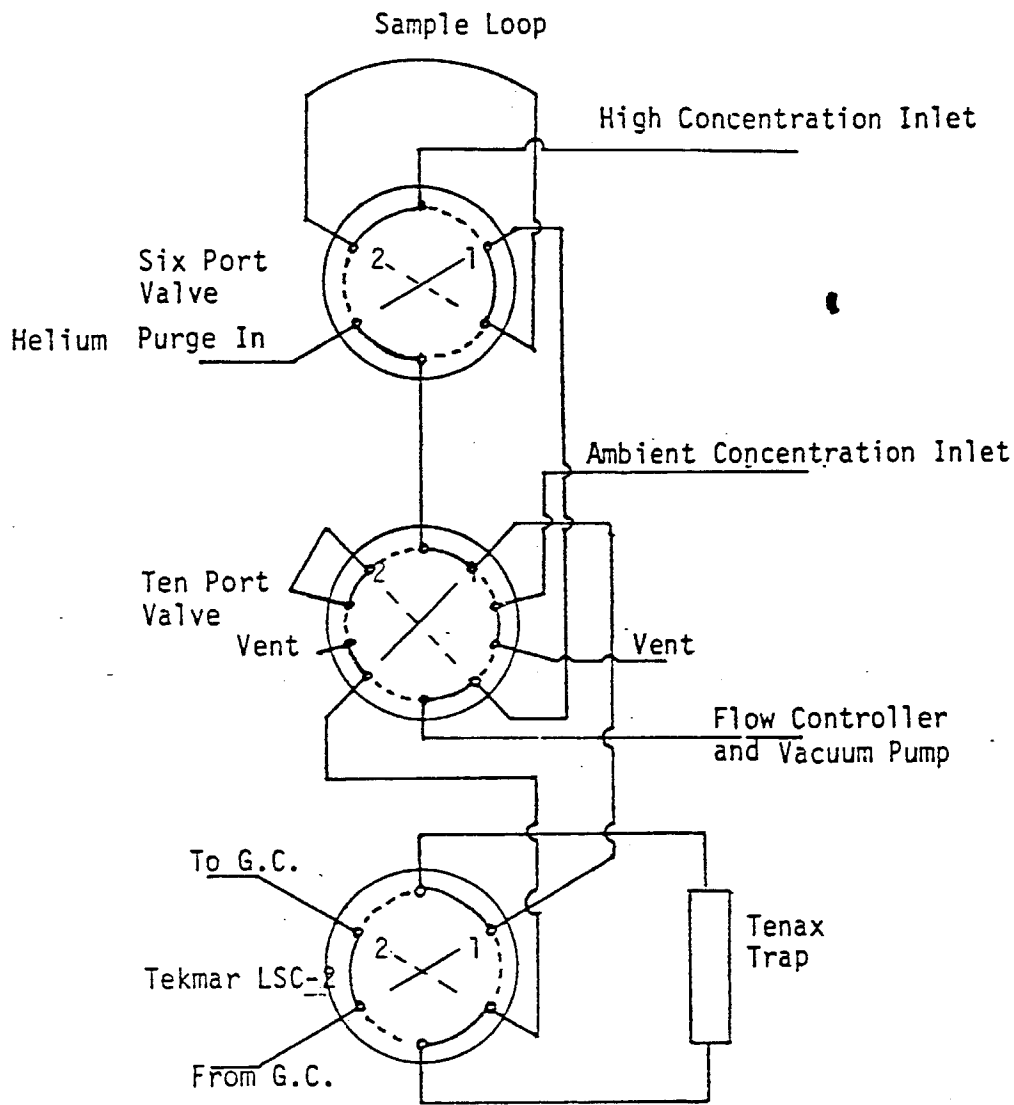 Sample Loop
High Concentration Inlet
2
1
Six Port
Valve
Helium Purge In
Ambient Concentration Inlet
2
1
Ten Port
Valve
Vent
Vent
Flow Controller
and Vacuum Pump
To G.C.
2
1
Tenax
Trap
Tekmar LSC-2
From G.C.